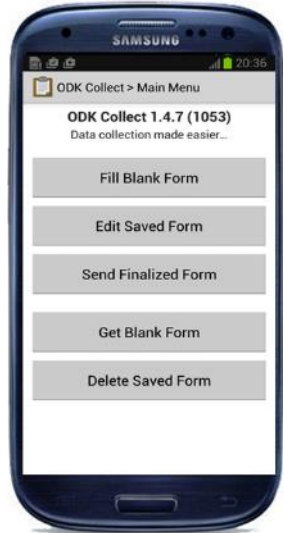 SAMSUNG
20:36
ODK Collect > Main Menu
ODK Collect 1.4.7 (1053)
Data collection made easier...
Fill Blank Form
Edit Saved Form
Send Finalized Form
Get Blank Form
Delete Saved Form